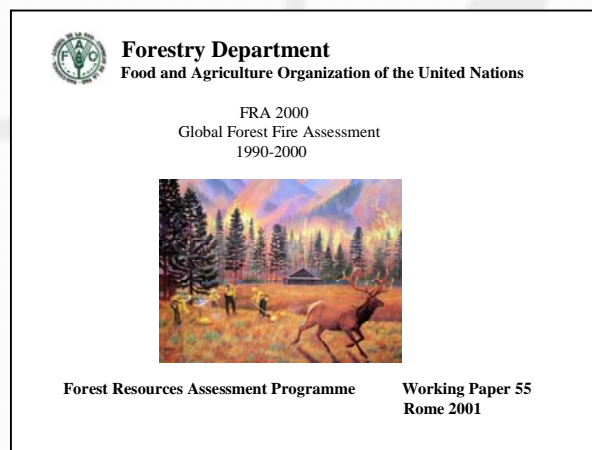 Forestry Department
Food and Agriculture Organization of the United Nations
FRA 2000
Global Forest Fire Assessment
1990-2000
Forest Resources Assessment Programme Working Paper 55
Rome 2001